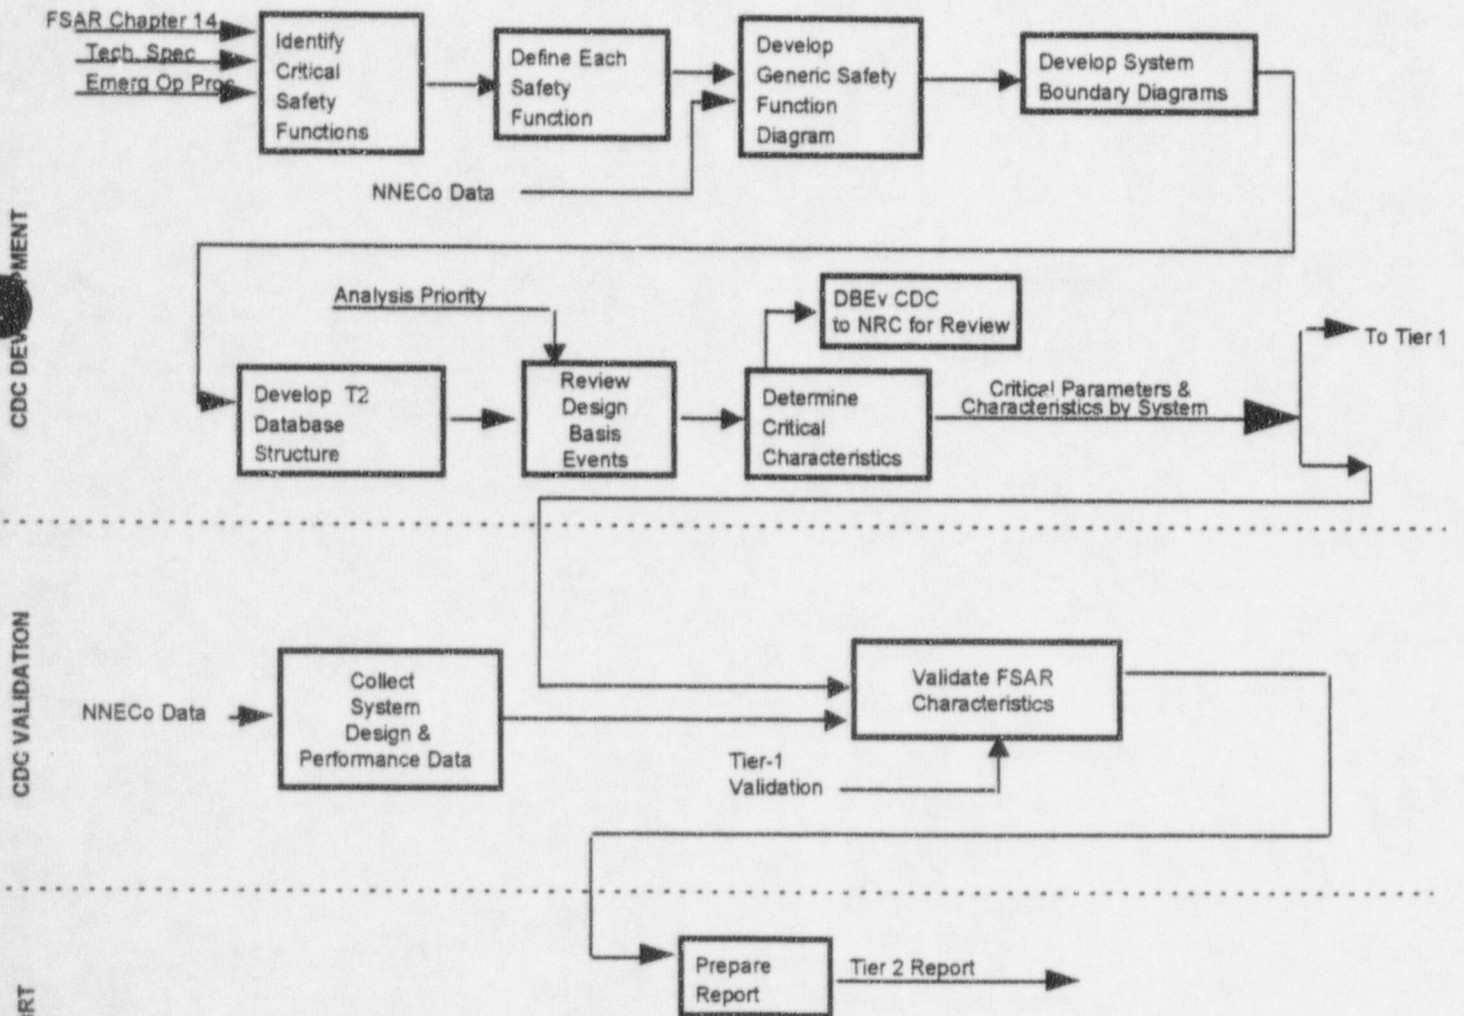 FSAR Chapter 14
Tech. Spec
Emerg Op Proc
Identify
Critical
Safety
Functions
Define Each
Safety
Function
Develop
Generic Safety
Function
Diagram
Develop System
Boundary Diagrams
NNECo Data
CDC DEV PMENT
Analysis Priority
DBEv CDC
to NRC for Review
To Tier 1
Develop T2
Database
Structure
Review
Design
Basis
Events
Determine
Critical
Characteristics
Critical Parameters &
Characteristics by System
CDC VALIDATION
NNECo Data
Collect
System
Design &
Performance Data
Validate FSAR
Characteristics
Tier-1
Validation
Prepare
Report
Tier 2 Report